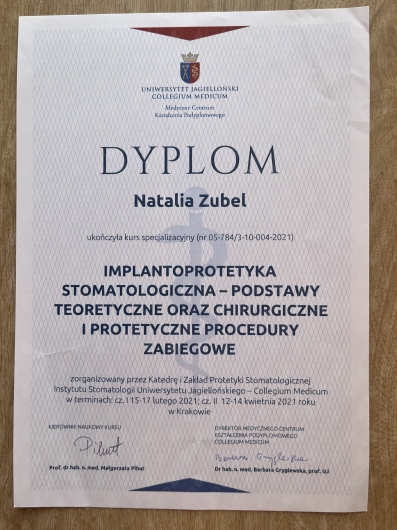 UNIWERSYTET JAGIELLOŃSKI
COLLEGIUM MEDICUM
Medyczne Centrum
Kształcenia Podyplomowego
DYPLOM
Natalia Zubel
ukończyła kurs specjalizacyjny (nr 05-784/3-10-004-2021)
IMPLANTOPROTETYKA
STOMATOLOGICZNA – PODSTAWY
TEORETYCZNE ORAZ CHIRURGICZNE
I PROTETYCZNE PROCEDURY
ZABIEGOWE
zorganizowany przez Katedrę i Zakład Protetyki Stomatologicznej
Instytutu Stomatologii Uniwersytetu Jagiellońskiego – Collegium Medicum
w terminach: cz. I 15-17 lutego 2021; cz. II 12-14 kwietnia 2021 roku
w Krakowie
KIEROWNIK NAUKOWY KURSU
DYREKTOR MEDYCZNEGO CENTRUM
KSZTAŁCENIA PODYPLOMOWEGO
COLLEGIUM MEDICUM
Pihut
Barbara Gryglewska
Prof. dr hab. n. med. Małgorzata Pihut
Dr hab. n. med. Barbara Gryglewska, prof. UJ